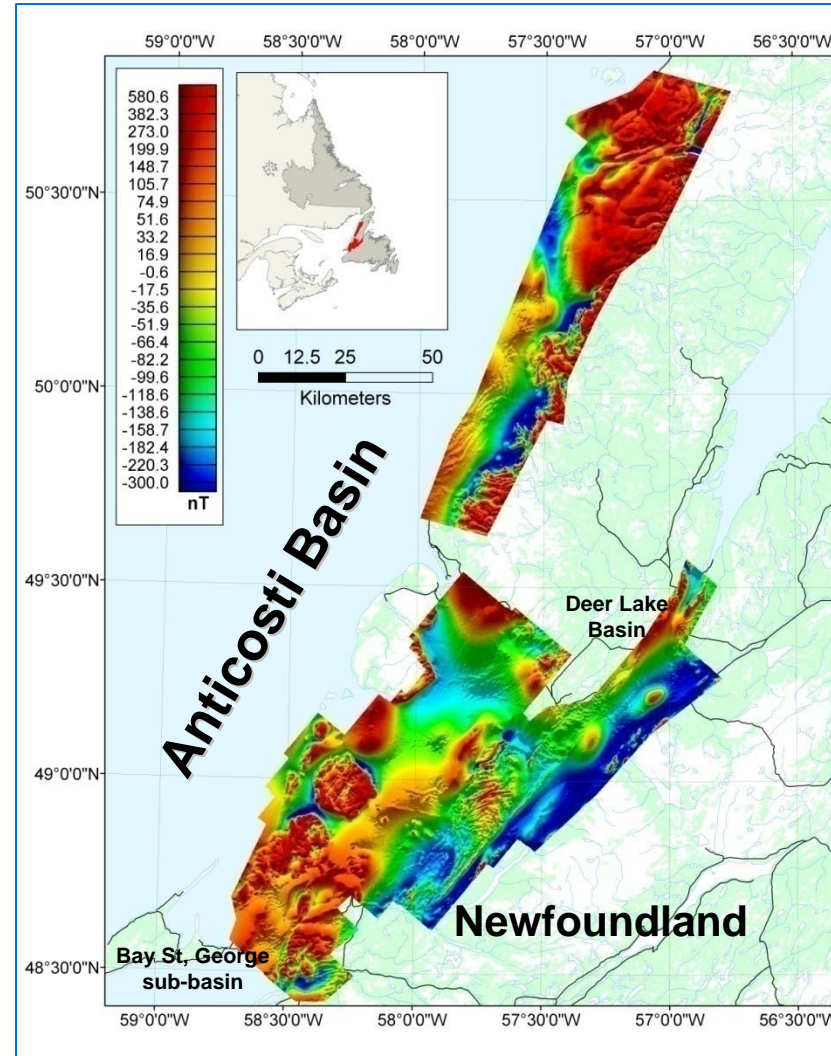 59°0'0"W 58°30'0"W 58°0'0"W 57°30'0"W 57°0'0"W 56°30'0"W
580.6
382.3
273.0
199.9
148.7
105.7
74.9
51.6
33.2
16.9
-0.6
-17.5
-35.6
-51.9
-66.4
-82.2
-99.6
-118.6
-138.6
-158.7
-182.4
-220.3
-300.0
nT
0 12.5 25 50
Kilometers
50°30'0"N
50°0'0"N
49°30'0"N
49°0'0"N
48°30'0"N
Anticosti Basin
Deer Lake
Basin
Newfoundland
Bay St, George
sub-basin
59°0'0"W 58°30'0"W 58°0'0"W 57°30'0"W 57°0'0"W 56°30'0"W